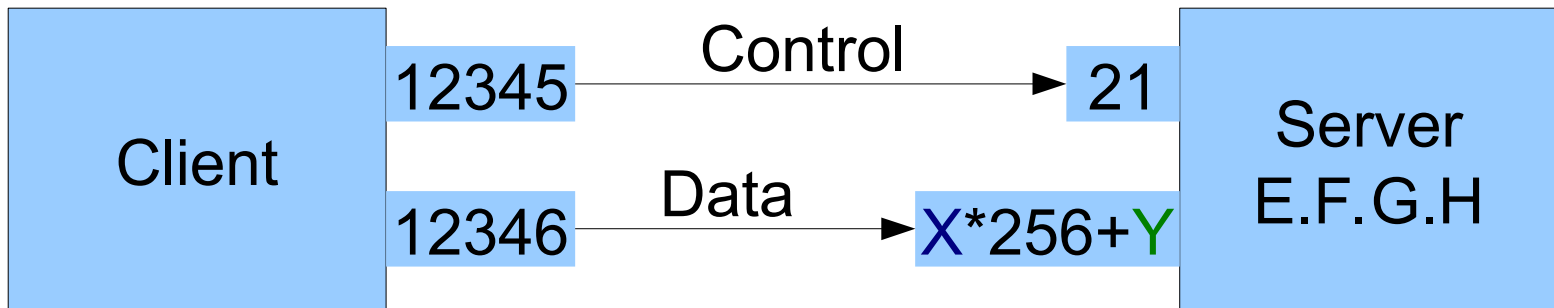 Client
12345
Control
21
12346
Data
X*256+Y
Server
E.F.G.H